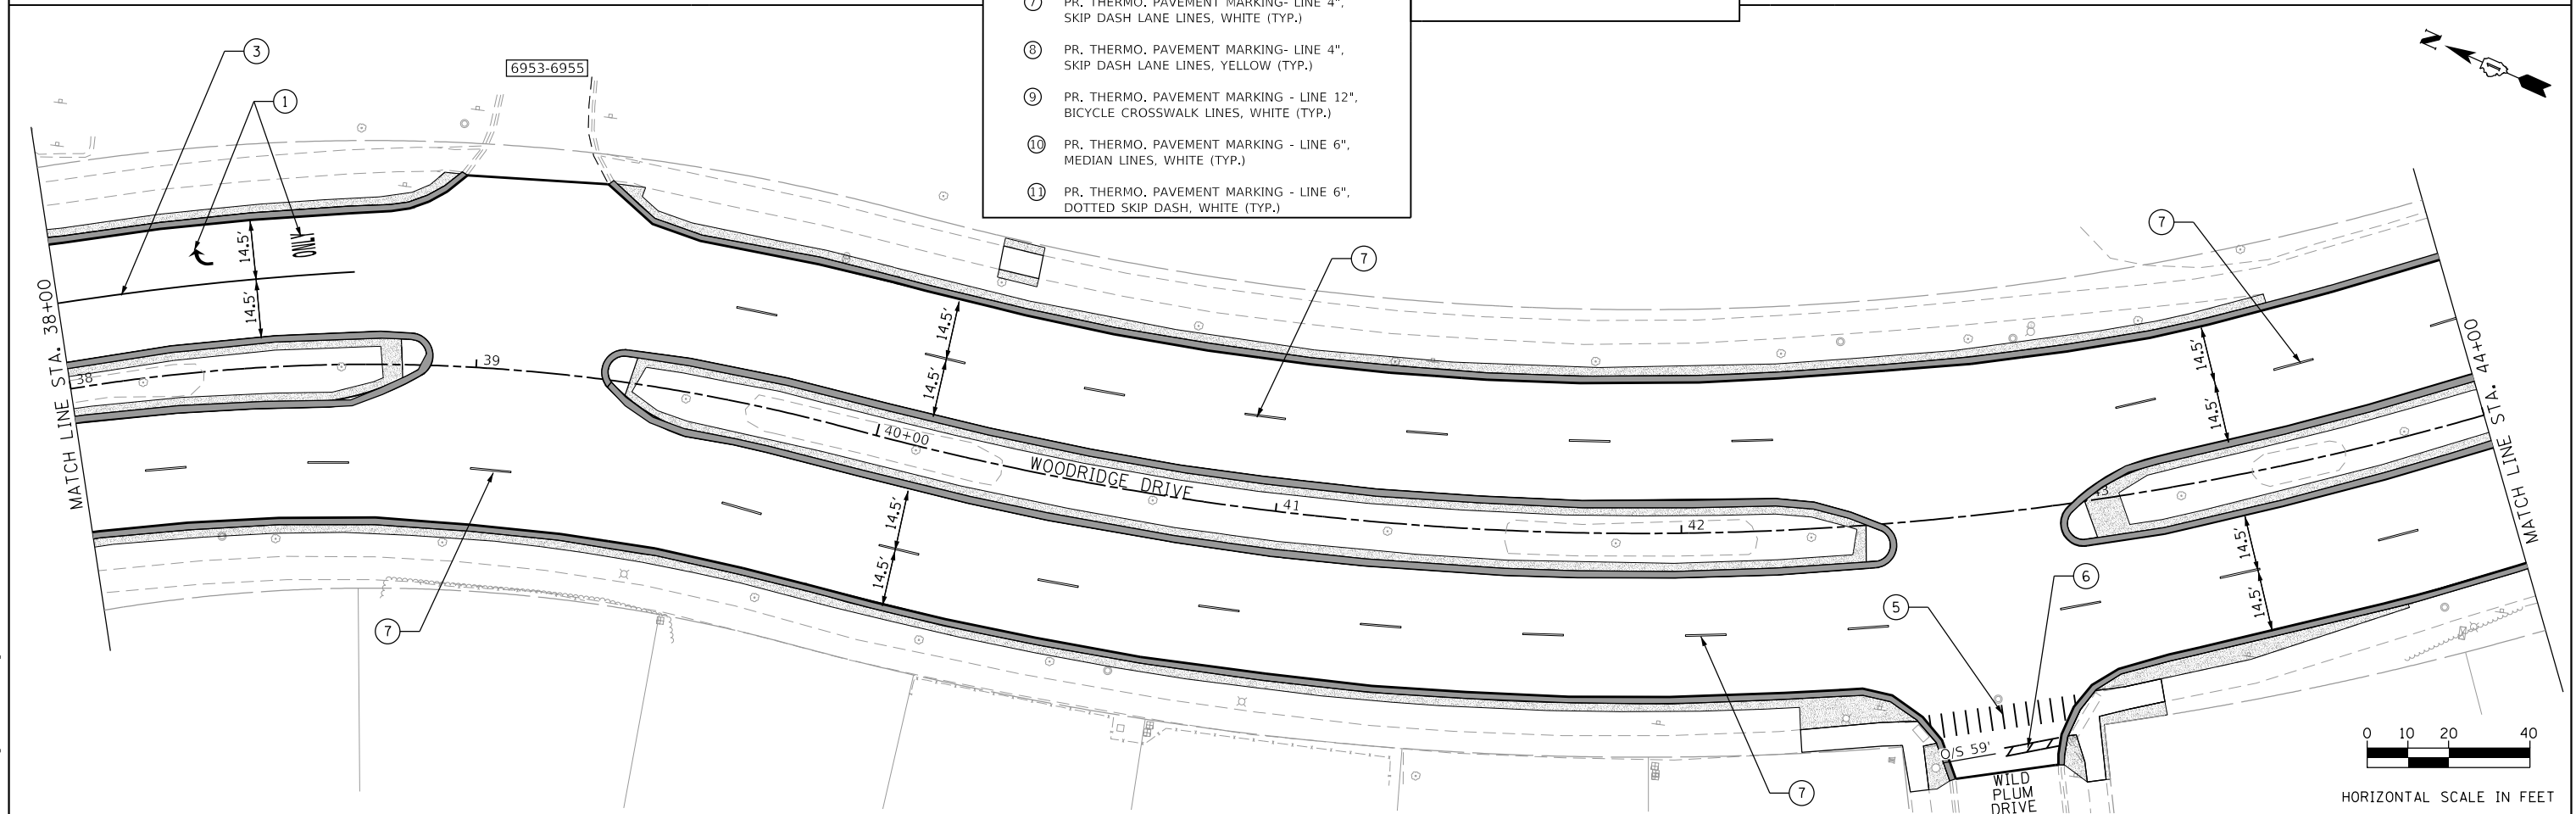 ⑦ PR. THERMO. PAVEMENT MARKING- LINE 4",
SKIP DASH LANE LINES, WHITE (TYP.)
⑧ PR. THERMO. PAVEMENT MARKING- LINE 4",
SKIP DASH LANE LINES, YELLOW (TYP.)
⑨ PR. THERMO. PAVEMENT MARKING - LINE 12",
BICYCLE CROSSWALK LINES, WHITE (TYP.)
⑩ PR. THERMO. PAVEMENT MARKING - LINE 6",
MEDIAN LINES, WHITE (TYP.)
⑪ PR. THERMO. PAVEMENT MARKING - LINE 6",
DOTTED SKIP DASH, WHITE (TYP.)
N
3
6953-6955
1
ONLY
14.5'
14.5'
MATCH LINE STA. 38+00
38
39
14.5'
14.5'
7
7
14.5'
14.5'
MATCH LINE STA. 44+00
40+00
WOODRIDGE DRIVE
41
42
43
14.5'
14.5'
14.5'
14.5'
7
7
5
6
O/S 59'
WILD
PLUM
DRIVE
0 10 20 40
HORIZONTAL SCALE IN FEET